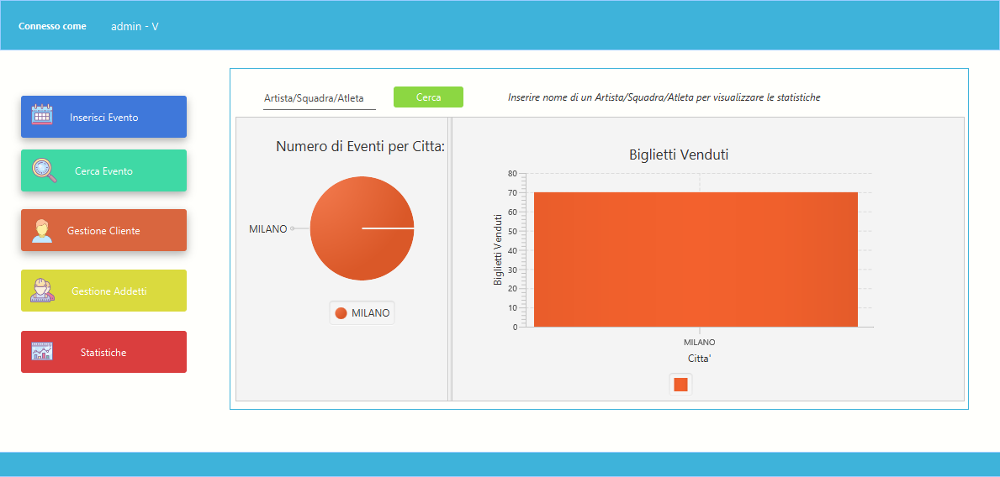 Connesso come admin - V
Inserisci Evento
Cerca Evento
Gestione Cliente
Gestione Addetti
Statistiche
Artista/Squadra/Atleta
Cerca
Inserire nome di un Artista/Squadra/Atleta per visualizzare le statistiche
Numero di Eventi per Citta:
MILANO
MILANO
Biglietti Venduti
Biglietti Venduti
80
70
60
50
40
30
20
10
0
MILANO
Citta'